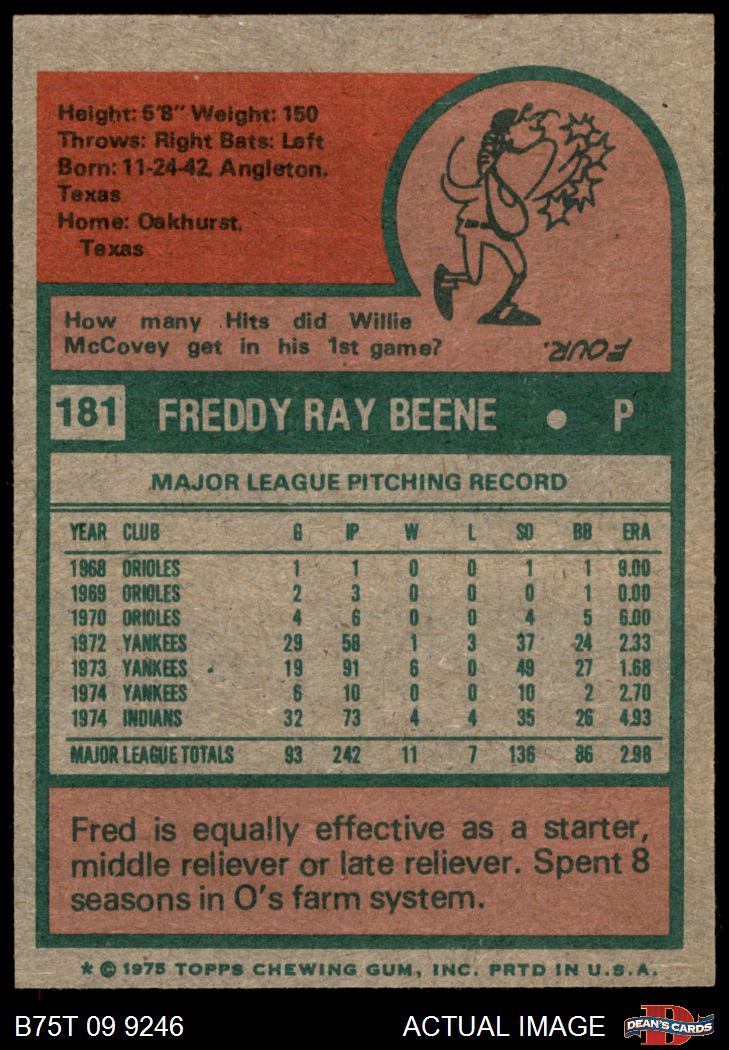 Height: 5'8" Weight: 150
Throws: Right Bats: Left
Born: 11-24-42, Angleton,
Texas
Home: Oakhurst,
Texas
How many Hits did Willie
McCovey get in his 1st game?
FOUR.
181 FREDDY RAY BEENE • P
MAJOR LEAGUE PITCHING RECORD
YEAR CLUB G IP W L SO BB ERA
1968 ORIOLES 1 1 0 0 1 1 9.00
1969 ORIOLES 2 3 0 0 0 1 0.00
1970 ORIOLES 4 6 0 0 4 5 6.00
1972 YANKEES 29 58 1 3 37 24 2.33
1973 YANKEES 19 91 6 0 49 27 1.68
1974 YANKEES 6 10 0 0 10 2 2.70
1974 INDIANS 32 73 4 4 35 26 4.93
MAJOR LEAGUE TOTALS 93 242 11 7 136 86 2.98
Fred is equally effective as a starter,
middle reliever or late reliever. Spent 8
seasons in O's farm system.
* © 1975 TOPPS CHEWING GUM, INC. PRTD IN U.S.A.
B75T 09 9246 ACTUAL IMAGE DEAN'S CARDS